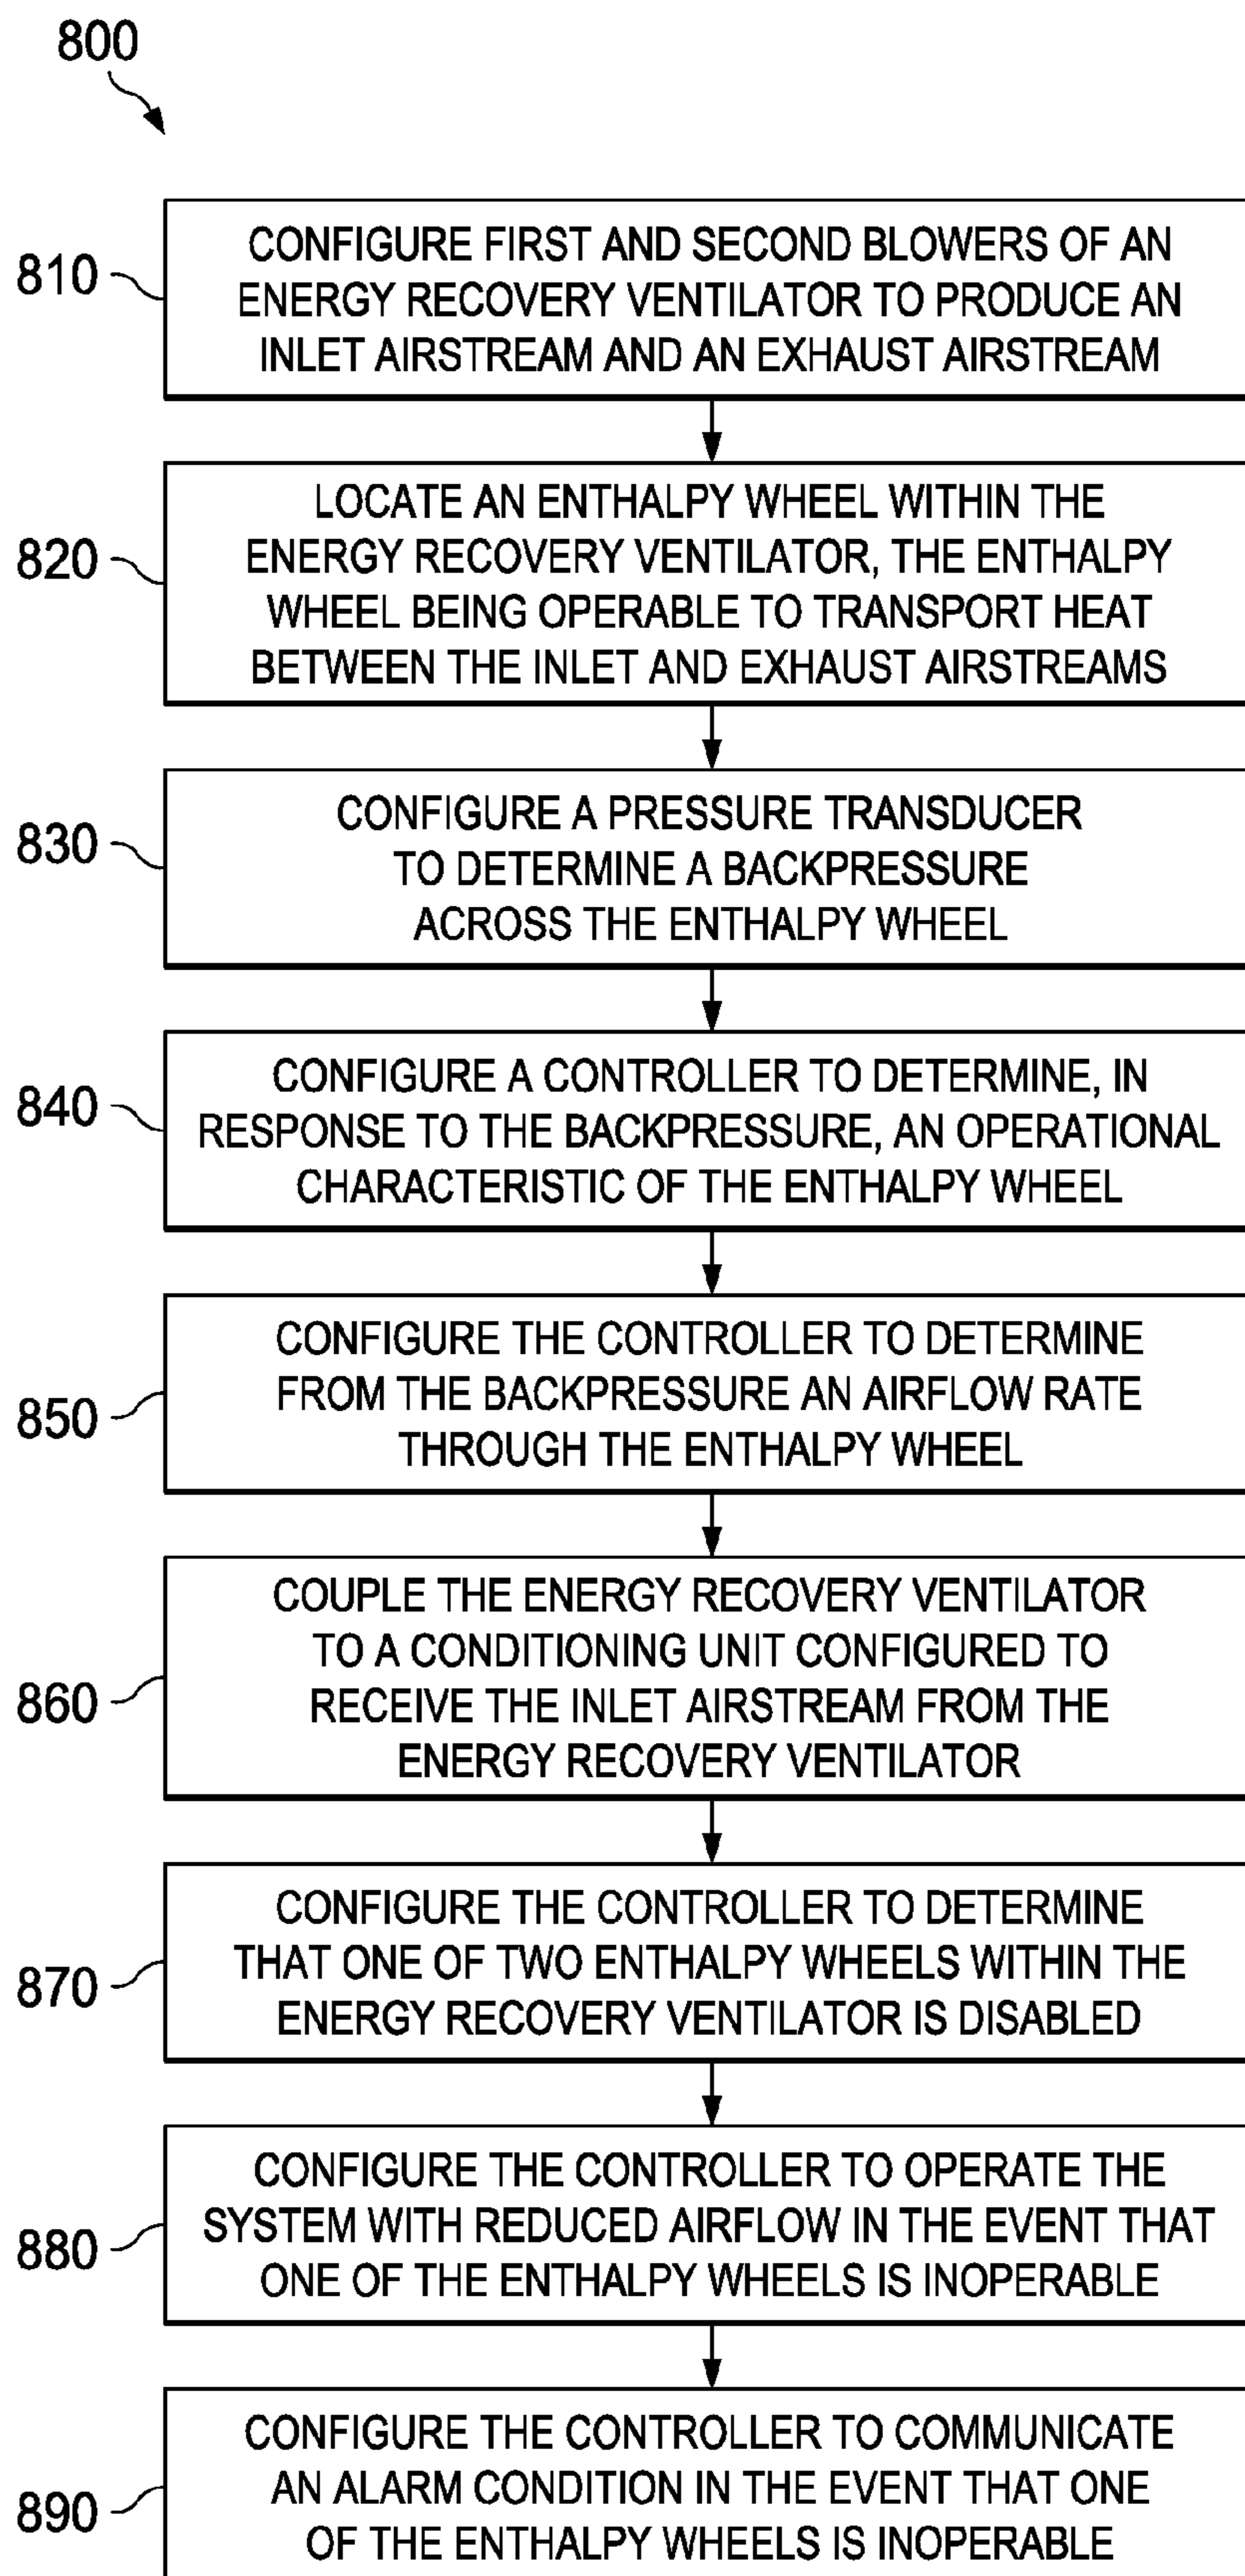 800
810
CONFIGURE FIRST AND SECOND BLOWERS OF AN
ENERGY RECOVERY VENTILATOR TO PRODUCE AN
INLET AIRSTREAM AND AN EXHAUST AIRSTREAM
820
LOCATE AN ENTHALPY WHEEL WITHIN THE
ENERGY RECOVERY VENTILATOR, THE ENTHALPY
WHEEL BEING OPERABLE TO TRANSPORT HEAT
BETWEEN THE INLET AND EXHAUST AIRSTREAMS
830
CONFIGURE A PRESSURE TRANSDUCER
TO DETERMINE A BACKPRESSURE
ACROSS THE ENTHALPY WHEEL
840
CONFIGURE A CONTROLLER TO DETERMINE, IN
RESPONSE TO THE BACKPRESSURE, AN OPERATIONAL
CHARACTERISTIC OF THE ENTHALPY WHEEL
850
CONFIGURE THE CONTROLLER TO DETERMINE
FROM THE BACKPRESSURE AN AIRFLOW RATE
THROUGH THE ENTHALPY WHEEL
860
COUPLE THE ENERGY RECOVERY VENTILATOR
TO A CONDITIONING UNIT CONFIGURED TO
RECEIVE THE INLET AIRSTREAM FROM THE
ENERGY RECOVERY VENTILATOR
870
CONFIGURE THE CONTROLLER TO DETERMINE
THAT ONE OF TWO ENTHALPY WHEELS WITHIN THE
ENERGY RECOVERY VENTILATOR IS DISABLED
880
CONFIGURE THE CONTROLLER TO OPERATE THE
SYSTEM WITH REDUCED AIRFLOW IN THE EVENT THAT
ONE OF THE ENTHALPY WHEELS IS INOPERABLE
890
CONFIGURE THE CONTROLLER TO COMMUNICATE
AN ALARM CONDITION IN THE EVENT THAT ONE
OF THE ENTHALPY WHEELS IS INOPERABLE